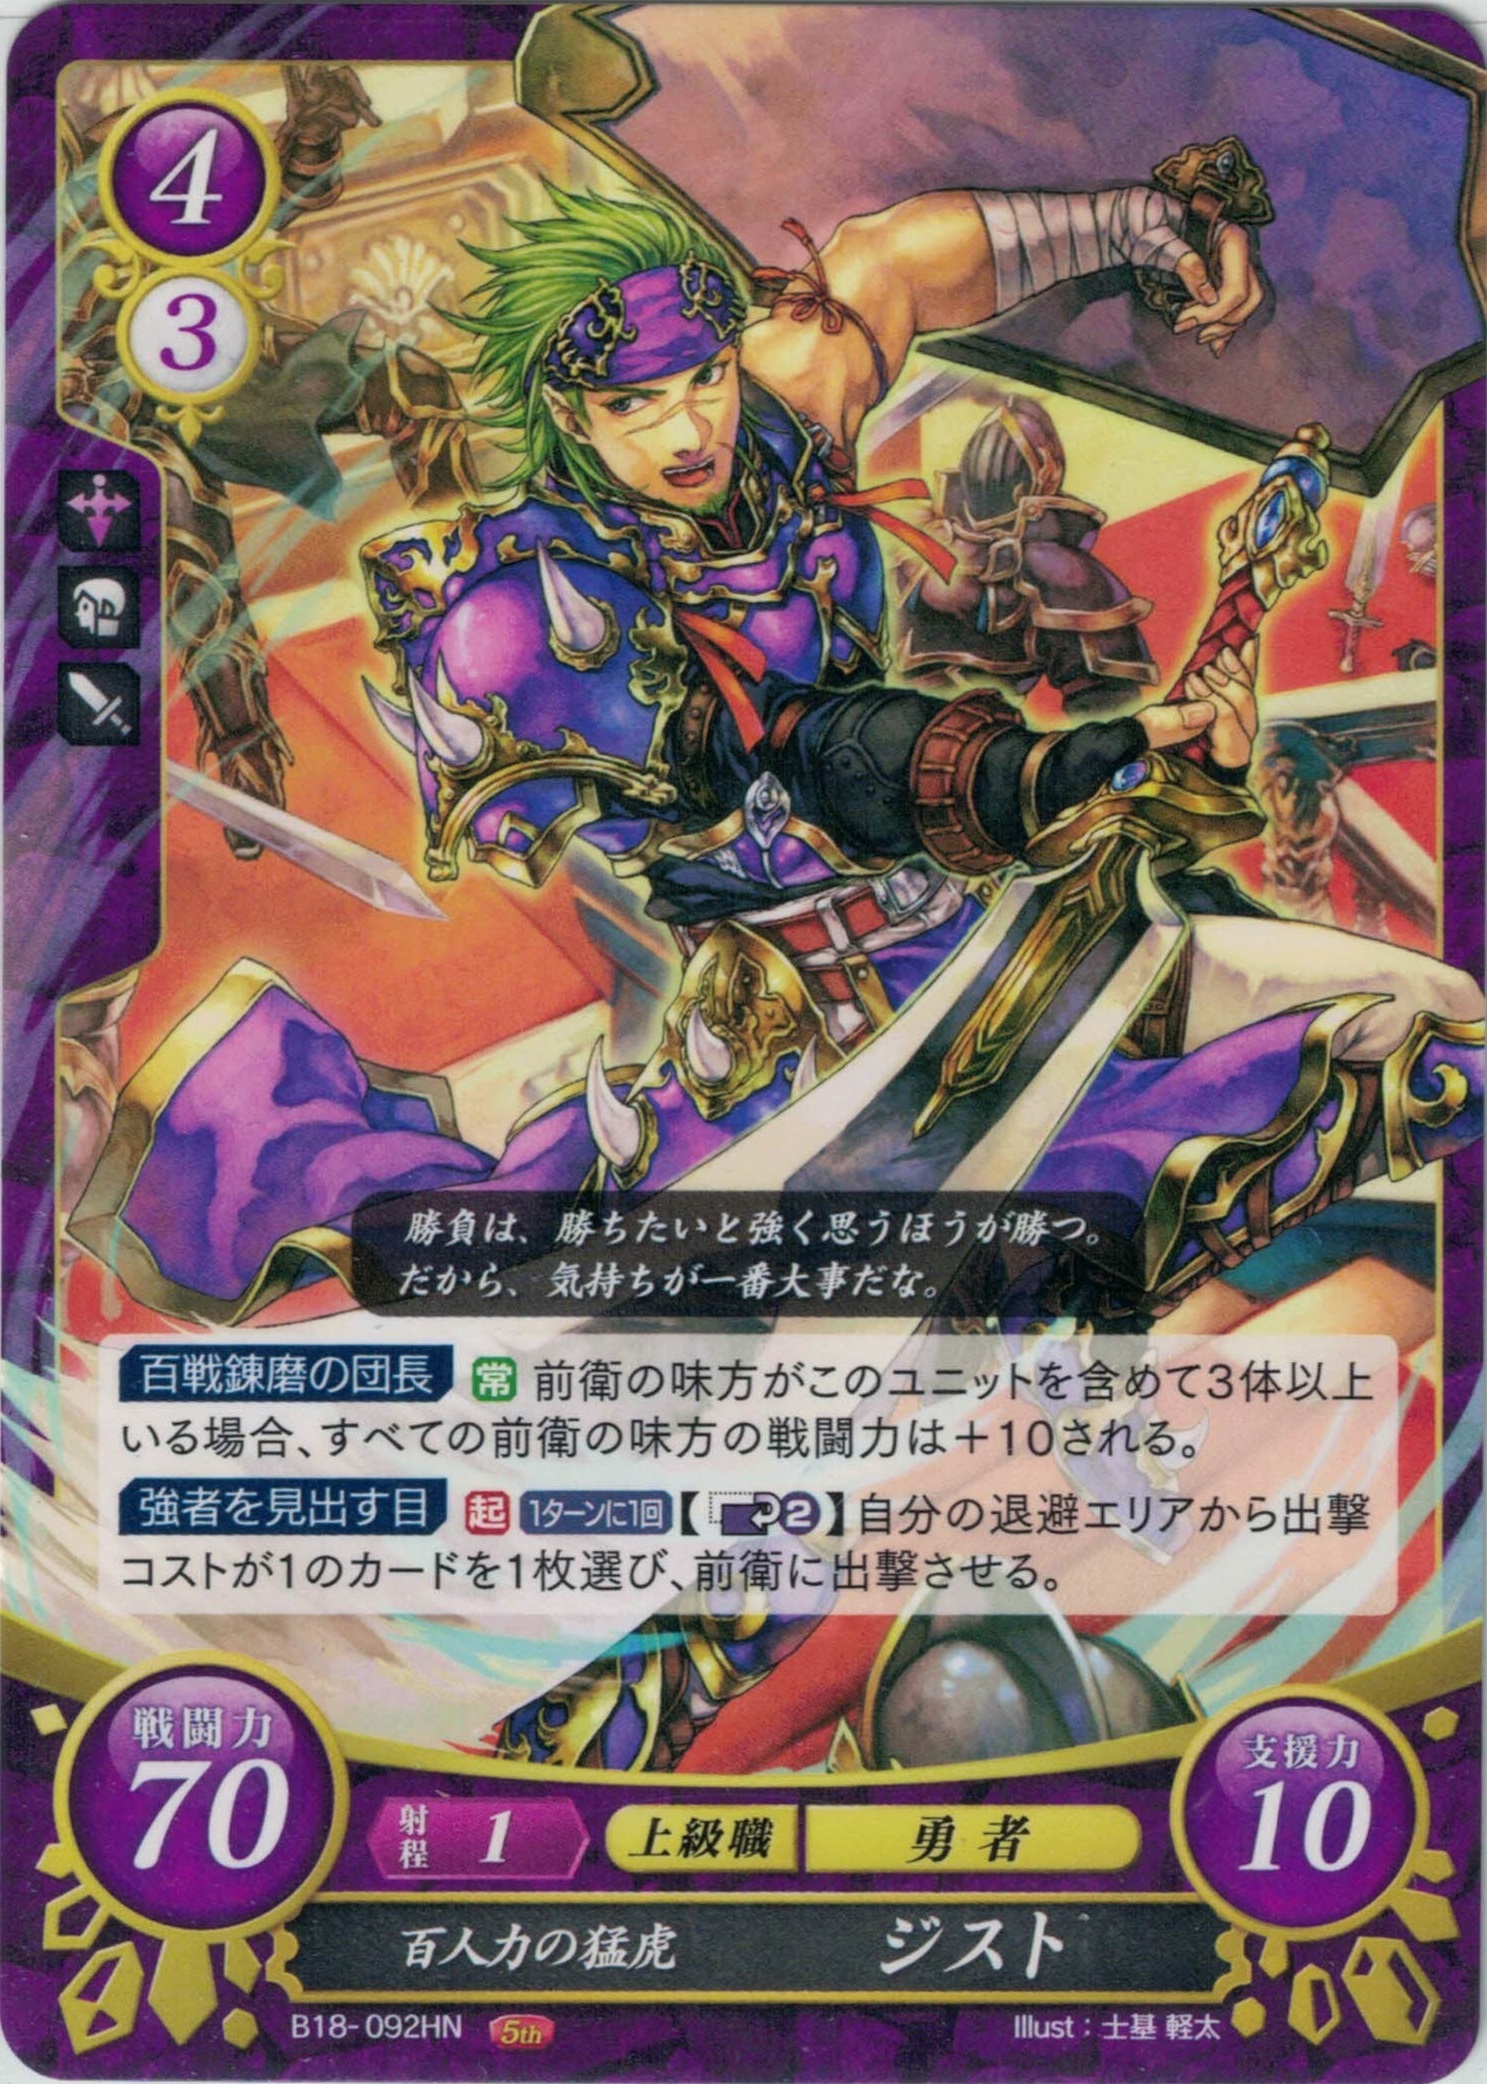 4
3
勝負は、勝ちたいと強く思うほうが勝つ。
だから、気持ちが一番大事だな。
百戦錬磨の団長 常 前衛の味方がこのユニットを含めて3体以上
いる場合、すべての前衛の味方の戦闘力は＋10される。
強者を見出す目 起 1ターンに1回【2】自分の退避エリアから出撃
コストが1のカードを1枚選び、前衛に出撃させる。
戦闘力
70
射程 1
上級職
勇者
支援力
10
百人力の猛虎 ジスト
B18-092HN 5th
Illust：士基 軽太